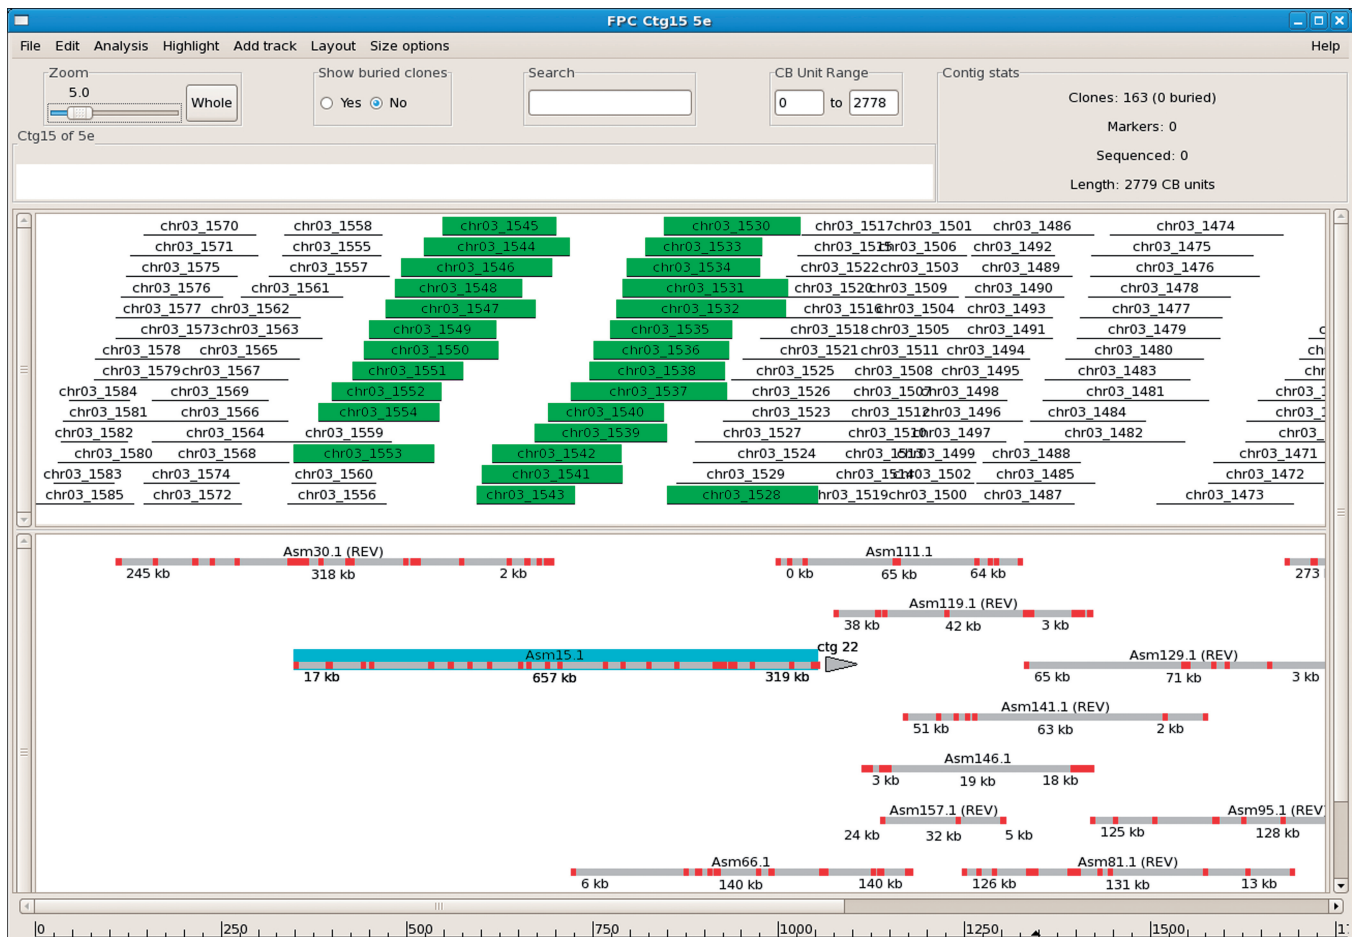 FPC Ctg15 5e
File Edit Analysis Highlight Add track Layout Size options Help
Zoom Show buried clones Search CB Unit Range Contig stats
5.0 Whole Yes No 0 to 2778
Clones: 163 (0 buried)
Markers: 0
Sequenced: 0
Length: 2779 CB units
Ctg15 of 5e
chr03_1570 chr03_1558 chr03_1545 chr03_1530 chr03_1517 chr03_1501 chr03_1486 chr03_1474
chr03_1571 chr03_1555 chr03_1544 chr03_1533 chr03_1515 chr03_1506 chr03_1492 chr03_1475
chr03_1575 chr03_1557 chr03_1546 chr03_1534 chr03_1522 chr03_1503 chr03_1489 chr03_1476
chr03_1576 chr03_1561 chr03_1548 chr03_1531 chr03_1520 chr03_1509 chr03_1490 chr03_1478
chr03_1577 chr03_1562 chr03_1547 chr03_1532 chr03_1516 chr03_1504 chr03_1493 chr03_1477
chr03_1573 chr03_1563 chr03_1549 chr03_1535 chr03_1518 chr03_1505 chr03_1491 chr03_1479
chr03_1578 chr03_1565 chr03_1550 chr03_1536 chr03_1521 chr03_1511 chr03_1494 chr03_1480
chr03_1579 chr03_1567 chr03_1551 chr03_1538 chr03_1525 chr03_1508 chr03_1495 chr03_1483
chr03_1584 chr03_1569 chr03_1552 chr03_1537 chr03_1526 chr03_1507 chr03_1498 chr03_1481
chr03_1581 chr03_1566 chr03_1554 chr03_1540 chr03_1523 chr03_1512 chr03_1496 chr03_1484
chr03_1582 chr03_1564 chr03_1559 chr03_1539 chr03_1527 chr03_1510 chr03_1497 chr03_1482
chr03_1580 chr03_1568 chr03_1553 chr03_1542 chr03_1524 chr03_1513 chr03_1499 chr03_1488 chr03_1471
chr03_1583 chr03_1574 chr03_1560 chr03_1541 chr03_1529 chr03_1514 chr03_1502 chr03_1485 chr03_1472
chr03_1585 chr03_1572 chr03_1556 chr03_1543 chr03_1528 hr03_1519 chr03_1500 chr03_1487 chr03_1473
Asm30.1 (REV) Asm111.1
245 kb 318 kb 2 kb 0 kb 65 kb 64 kb 273
Asm119.1 (REV)
38 kb 42 kb 3 kb
Asm15.1 ctg 22 Asm129.1 (REV)
17 kb 657 kb 319 kb 65 kb 71 kb 3 kb
Asm141.1 (REV)
51 kb 63 kb 2 kb
Asm146.1
3 kb 19 kb 18 kb
Asm157.1 (REV) Asm95.1 (REV)
24 kb 32 kb 5 kb 125 kb 128 kb
Asm66.1 Asm81.1 (REV)
6 kb 140 kb 140 kb 126 kb 131 kb 13 kb
0 250 500 750 1000 1250 1500